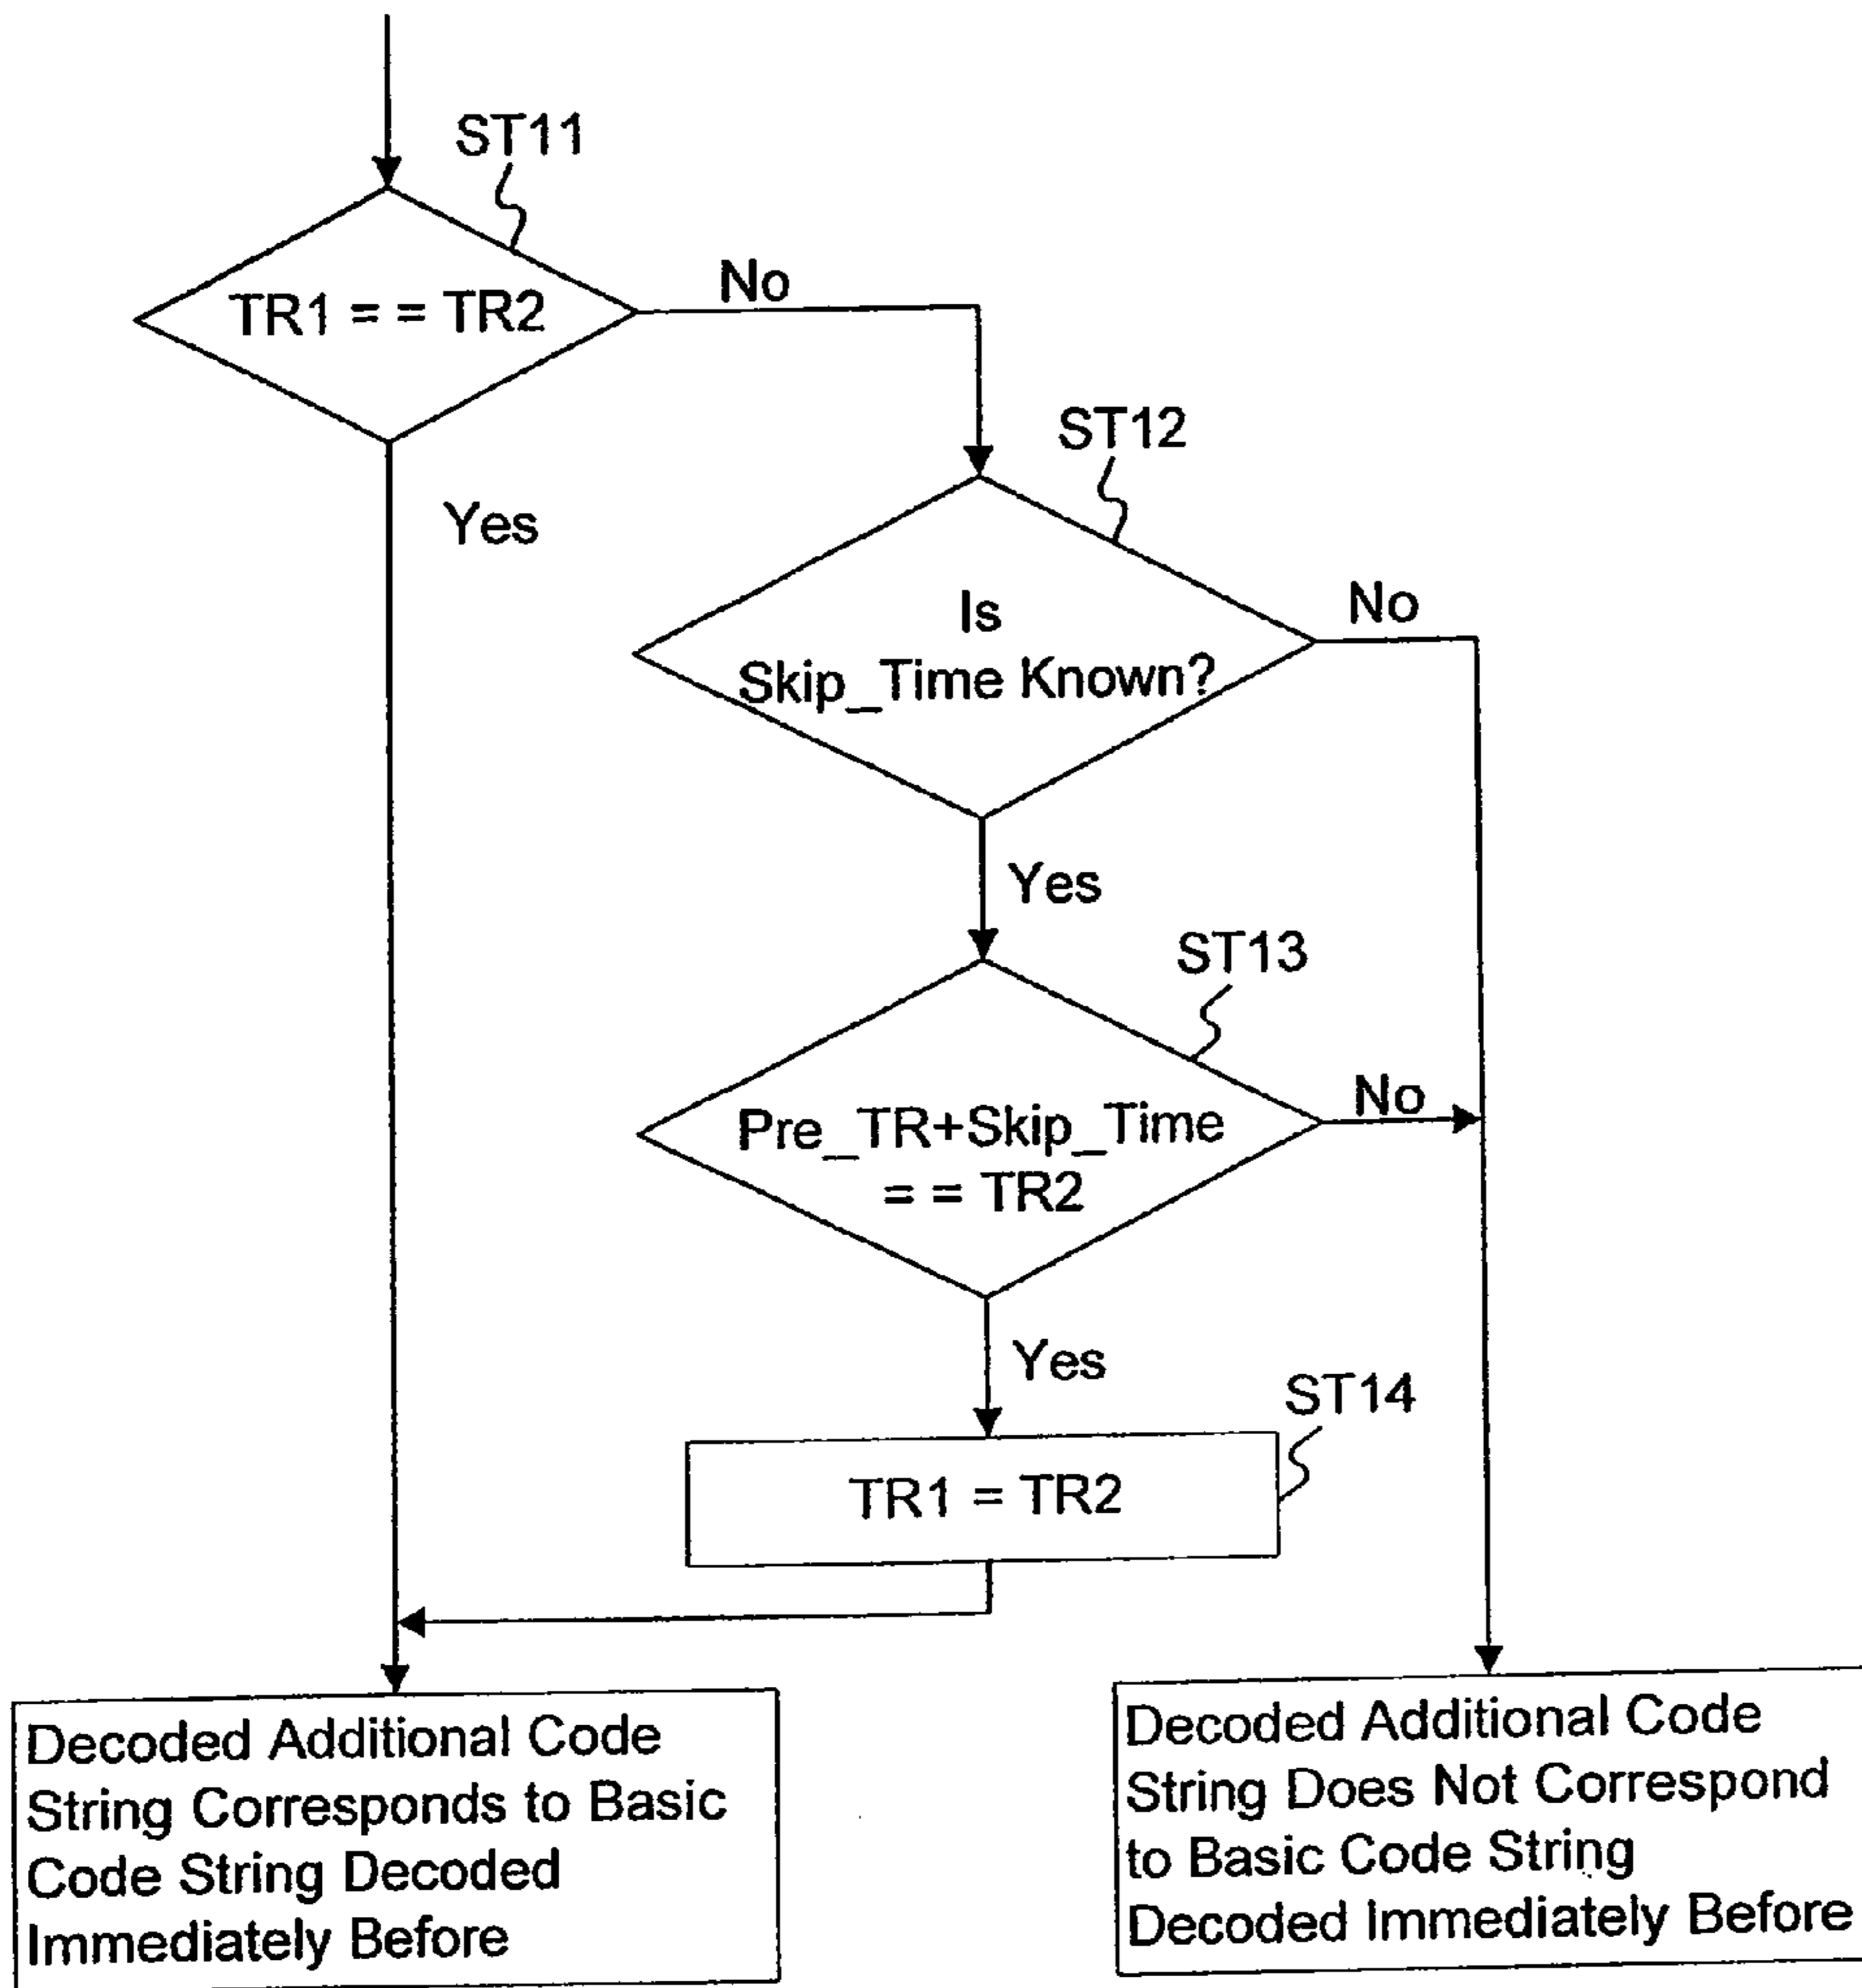 ST11
TR1 = = TR2
No
Yes
ST12
Is
Skip_Time Known?
No
Yes
ST13
Pre_TR+Skip_Time
= = TR2
No
Yes
ST14
TR1 = TR2
Decoded Additional Code
String Corresponds to Basic
Code String Decoded
Immediately Before
Decoded Additional Code
String Does Not Correspond
to Basic Code String
Decoded Immediately Before